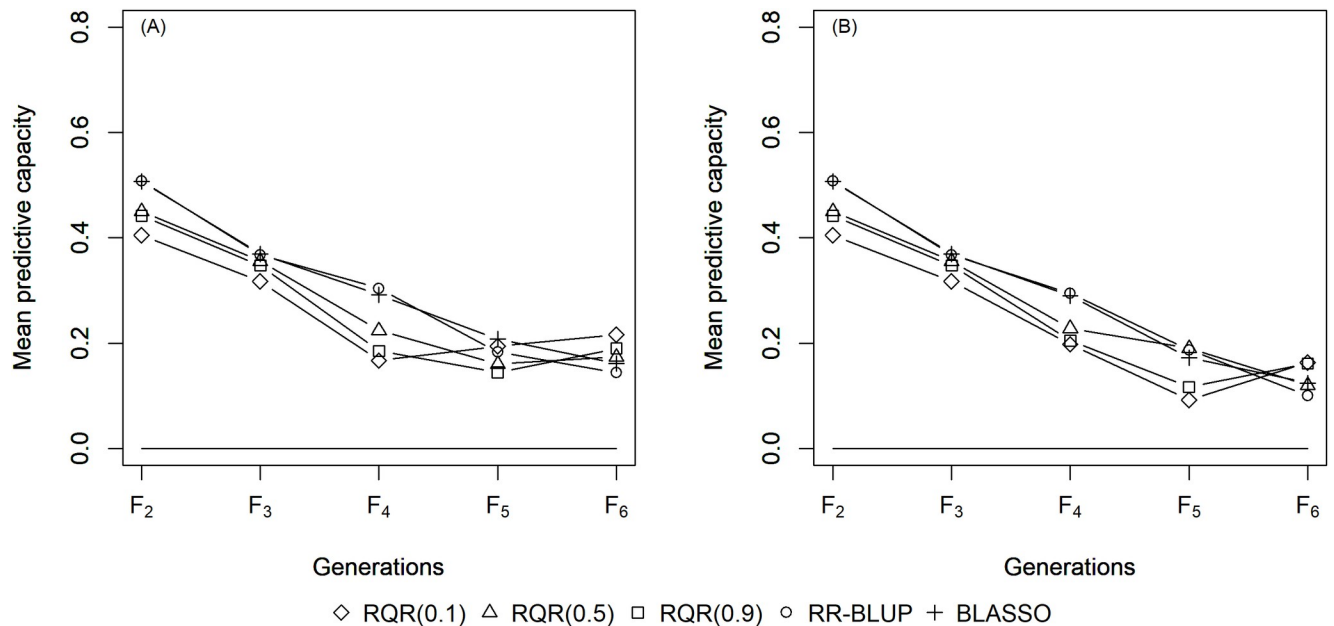 (A)
Mean predictive capacity
0.8
0.6
0.4
0.2
0.0
F₂ F₃ F₄ F₅ F₆
Generations
(B)
Mean predictive capacity
0.8
0.6
0.4
0.2
0.0
F₂ F₃ F₄ F₅ F₆
Generations
RQR(0.1) RQR(0.5) RQR(0.9) RR-BLUP BLASSO